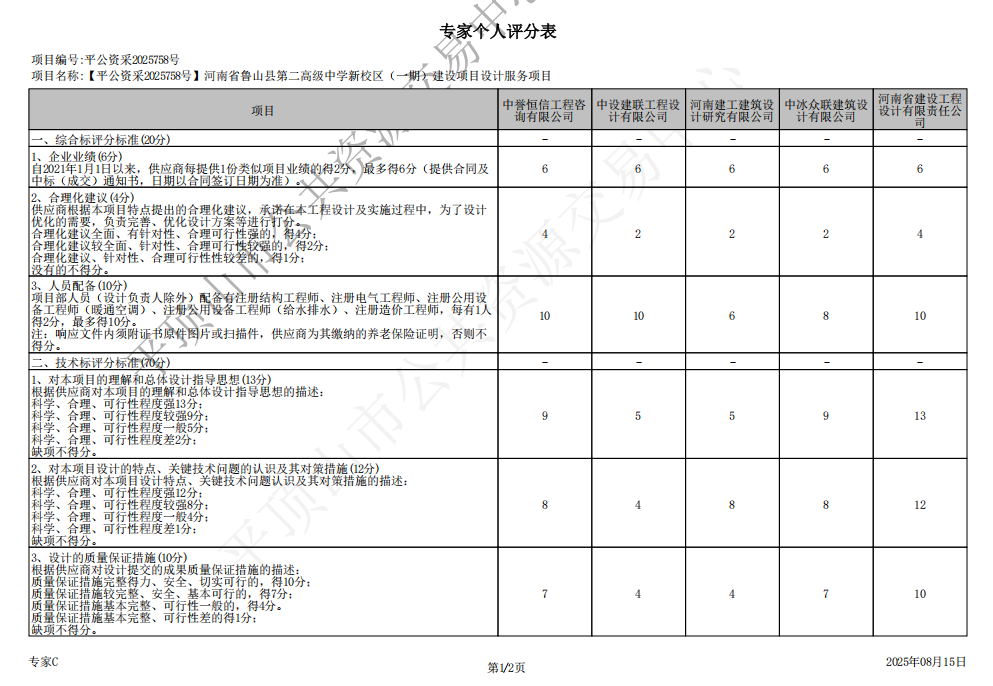 专家个人评分表
项目编号:平公资采2025758号
项目名称:【平公资采2025758号】河南省鲁山县第二高级中学新校区（一期）建设项目设计服务项目
项目 中誉恒信工程咨询有限公司 中设建联工程设计有限公司 河南建工建筑设计研究有限公司 中冰众联建筑设计有限公司 河南省建设工程设计有限责任公司
一、综合标评分标准(20分) - - - - -
1、企业业绩(6分)
自2021年1月1日以来，供应商每提供1份类似项目业绩的得2分，最多得6分（提供合同及
中标（成交）通知书，日期以合同签订日期为准）。
6 6 6 6 6
2、合理化建议(4分)
供应商根据本项目特点提出的合理化建议，承诺在本工程设计及实施过程中，为了设计
优化的需要，负责完善、优化设计方案等进行打分。
合理化建议全面、有针对性、合理可行性强的，得4分；
合理化建议较全面、针对性、合理可行性较强的，得2分；
合理化建议、针对性、合理可行性性较差的，得1分；
没有的不得分。
4 2 2 2 4
3、人员配备(10分)
项目部人员（设计负责人除外）配备有注册结构工程师、注册电气工程师、注册公用设
备工程师（暖通空调）、注册公用设备工程师（给水排水）、注册造价工程师，每有1人
得2分，最多得10分。
注：响应文件内须附证书原件图片或扫描件，供应商为其缴纳的养老保险证明，否则不
得分。
10 10 6 8 10
二、技术标评分标准(70分) - - - - -
1、对本项目的理解和总体设计指导思想(13分)
根据供应商对本项目的理解和总体设计指导思想的描述：
科学、合理、可行性程度强13分；
科学、合理、可行性程度较强9分；
科学、合理、可行性程度一般5分；
科学、合理、可行性程度差2分；
缺项不得分。
9 5 5 9 13
2、对本项目设计的特点、关键技术问题的认识及其对策措施(12分)
根据供应商对本项目设计特点、关键技术问题认识及其对策措施的描述：
科学、合理、可行性程度强12分；
科学、合理、可行性程度较强8分；
科学、合理、可行性程度一般4分；
科学、合理、可行性程度差1分；
缺项不得分。
8 4 8 8 12
3、设计的质量保证措施(10分)
根据供应商对设计提交的成果质量保证措施的描述：
质量保证措施完整得力、安全、切实可行的，得10分；
质量保证措施较完整、安全、基本可行的，得7分；
质量保证措施基本完整、可行性一般的，得4分。
质量保证措施基本完整、可行性差的得1分；
缺项不得分。
7 4 4 7 10
专家C
第1/2页
2025年08月15日
平顶山市公共资源交易中心
平顶山市公共资源交易中心